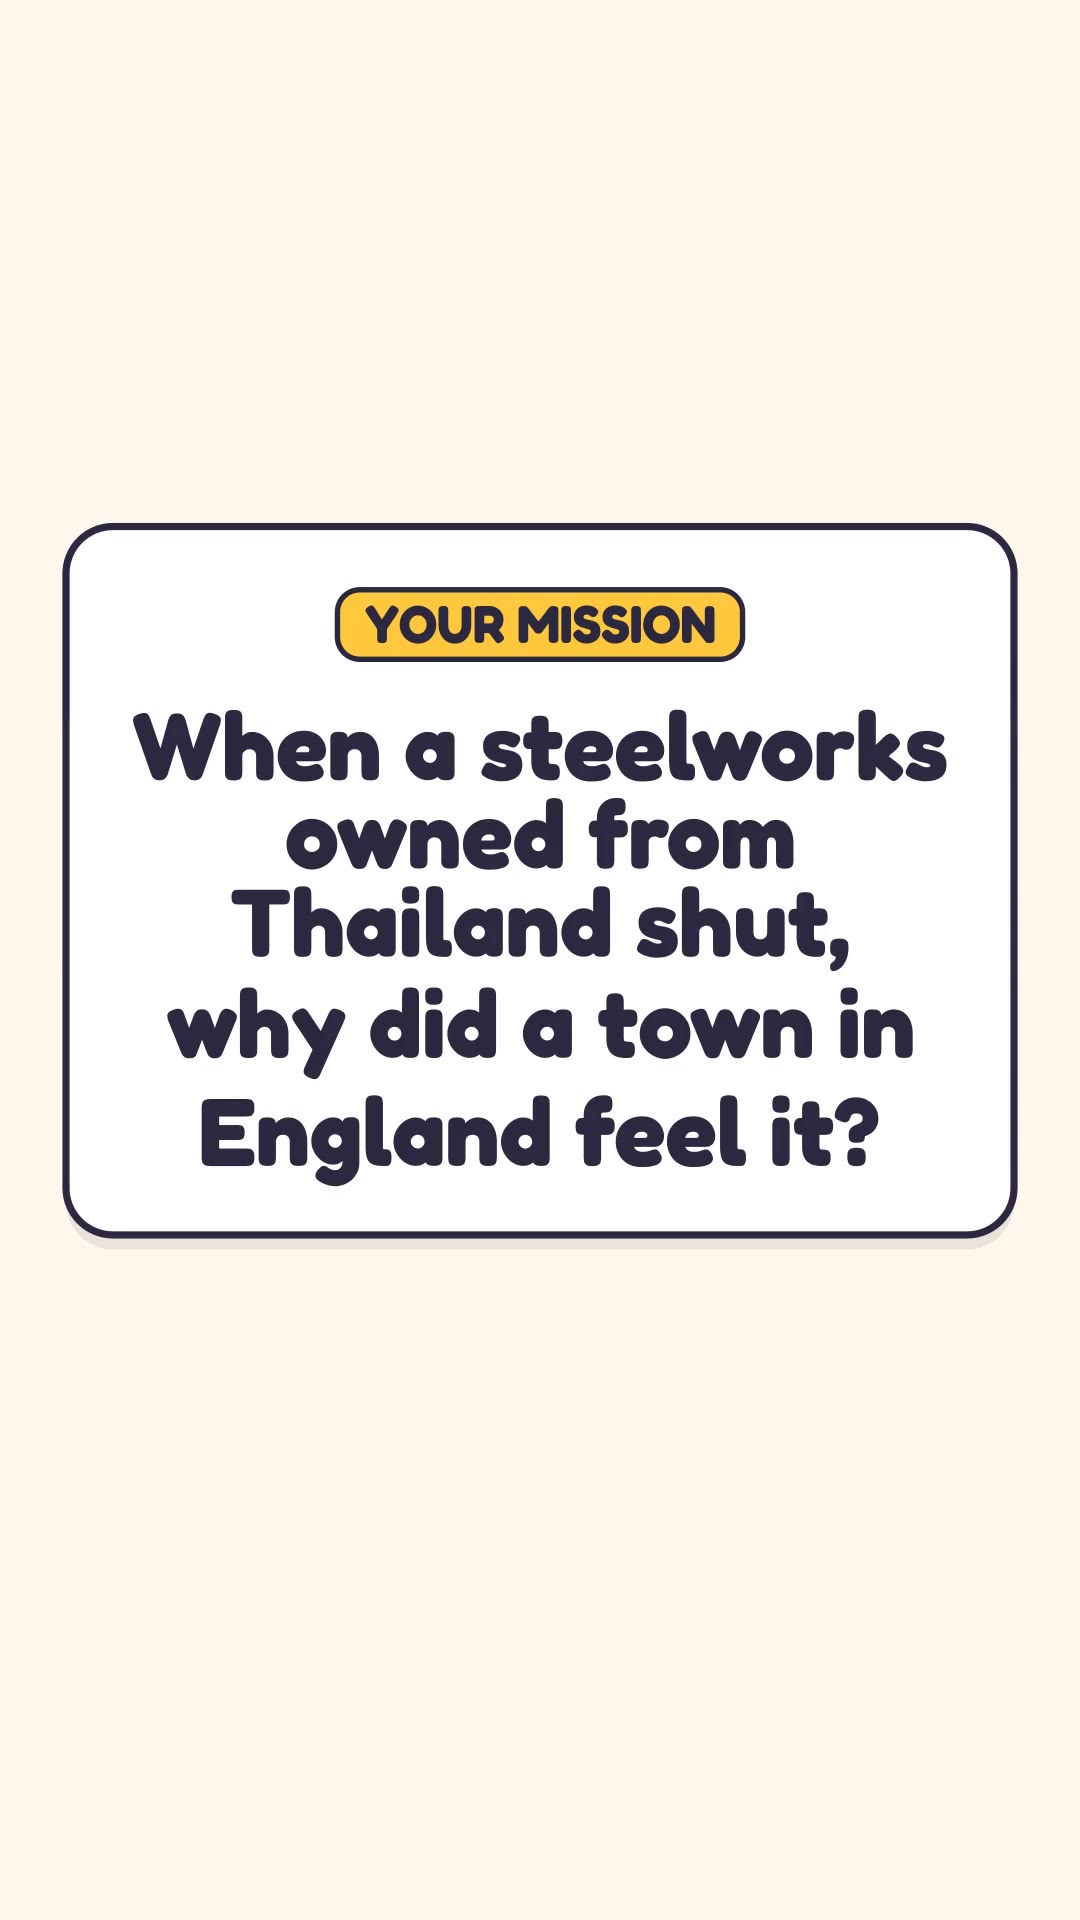 YOUR MISSION
When a steelworks
owned from
Thailand shut,
why did a town in
England feel it?